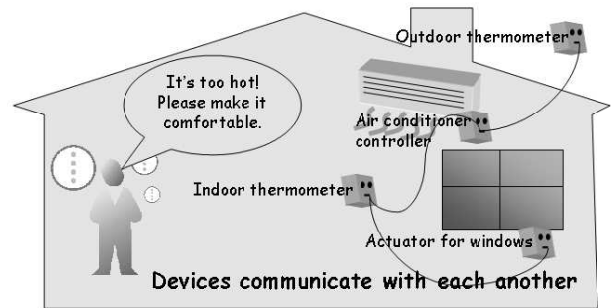 Outdoor thermometer
It's too hot!
Please make it
comfortable.
Air conditioner
controller
Indoor thermometer
Actuator for windows
Devices communicate with each another